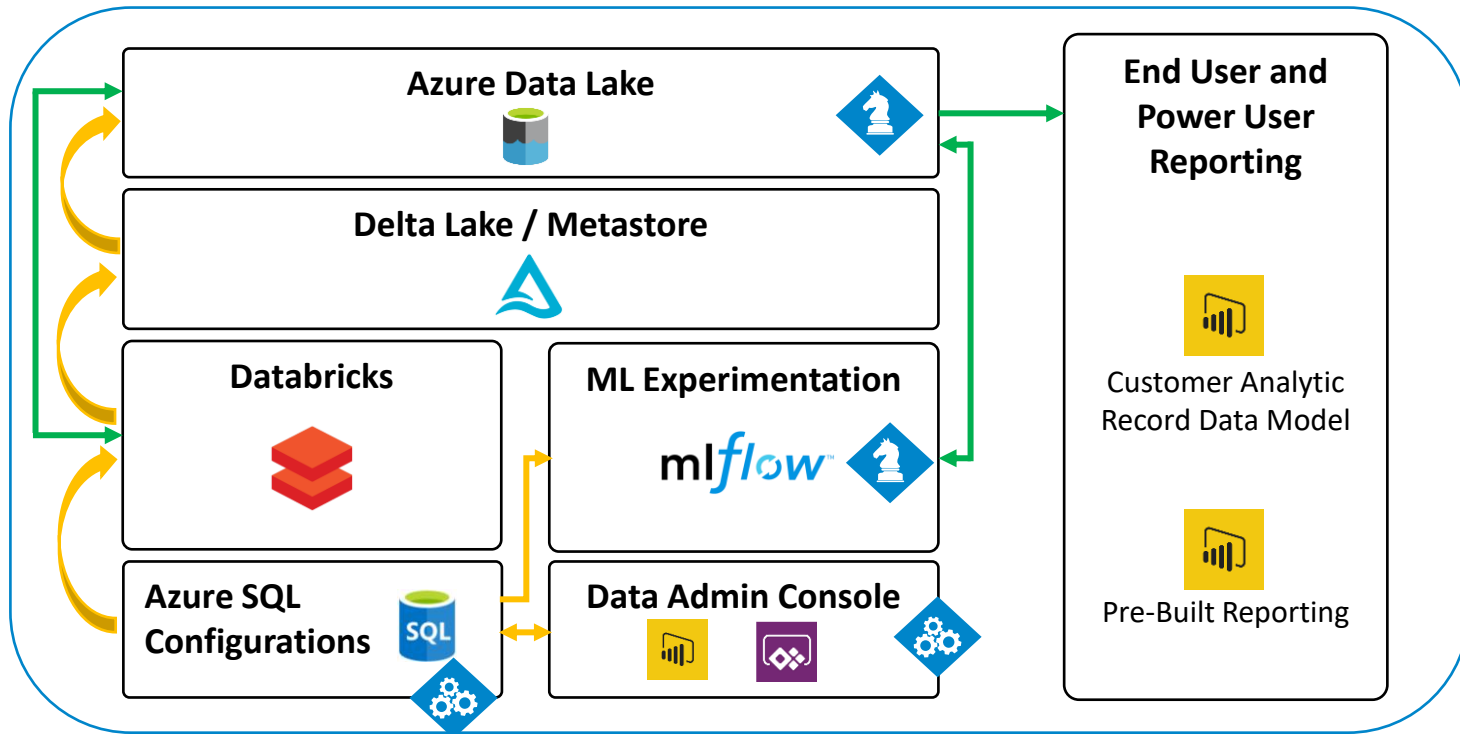 Azure Data Lake
Delta Lake / Metastore
Databricks
ML Experimentation
mlflow™
Azure SQL
Configurations
SQL
Data Admin Console
End User and
Power User
Reporting
Customer Analytic
Record Data Model
Pre-Built Reporting